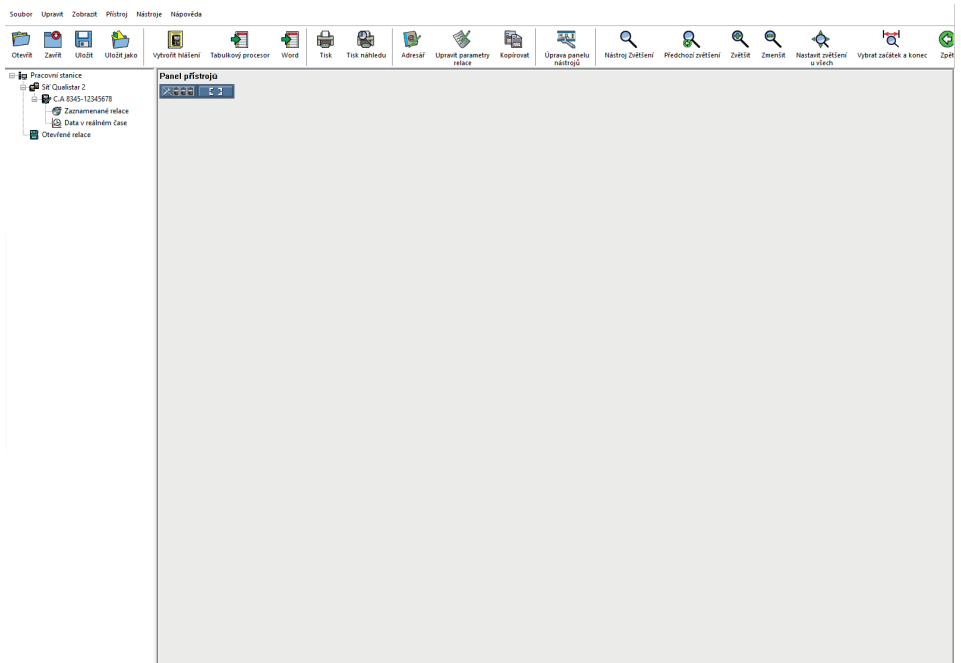 Soubor Upravit Zobrazit Přístroj Nástroje Nápověda
Otevřít Zavřít Uložit Uložit jako Vytvořit hlášení Tabulkový procesor Word Tisk Tisk náhledu Adresář Upravit parametry relace Kopírovat Úprava panelu nástrojů Nástroj Zvětšení Předchozí zvětšení Zvětšit Zmenšit Nastavit zvětšení u všech Vybrat začátek a konec Zpět
Pracovní stanice
Síť Qualistar 2
C.A 8345-12345678
Zaznamenané relace
Data v reálném čase
Otevřené relace
Panel přístrojů